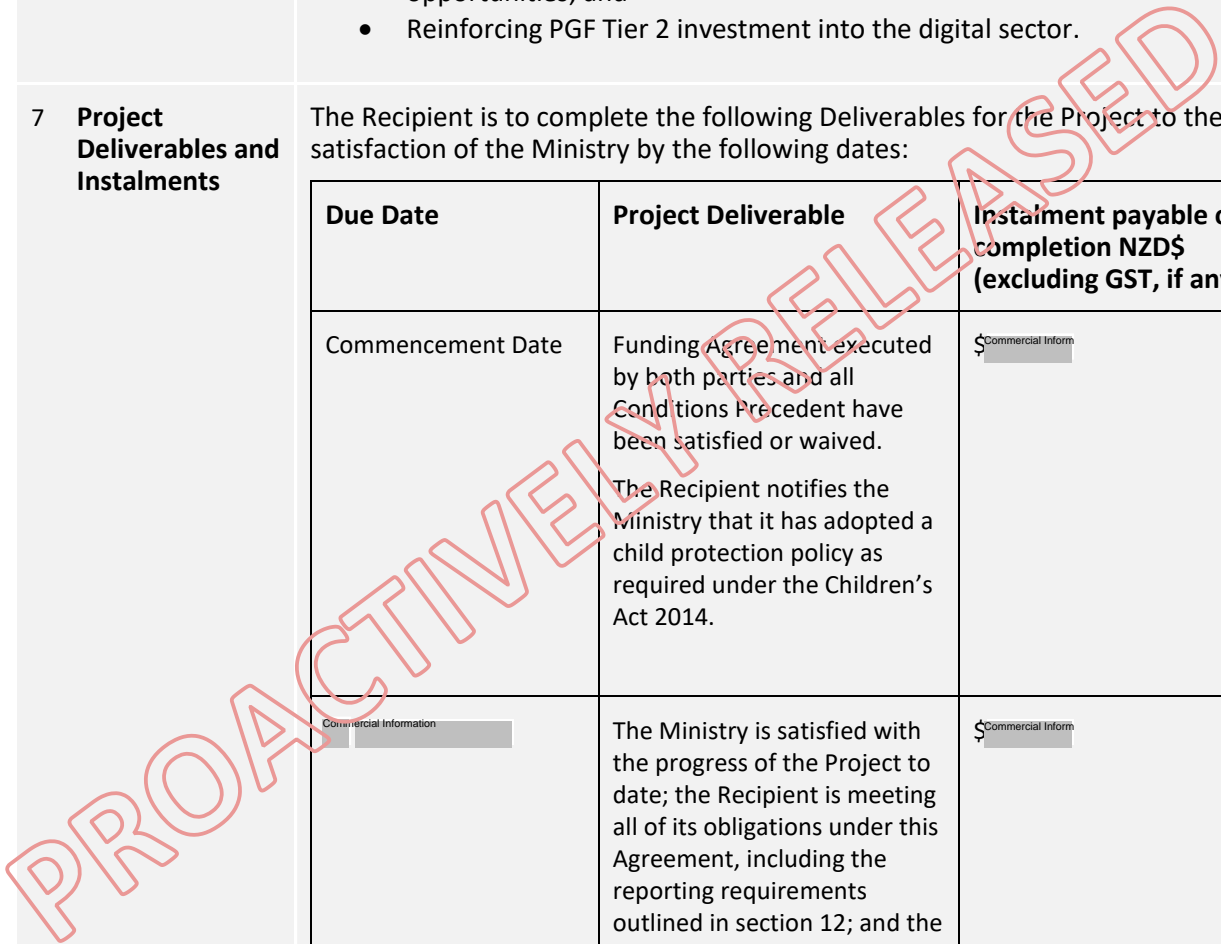 opportunities; and
• Reinforcing PGF Tier 2 investment into the digital sector.
7 Project Deliverables and Instalments
The Recipient is to complete the following Deliverables for the Project to the
satisfaction of the Ministry by the following dates:
Due Date
Project Deliverable
Instalment payable
completion NZD$
(excluding GST, if
Commencement Date
Funding Agreement executed
by both parties and all
Conditions Precedent have
been satisfied or waived.
The Recipient notifies the
Ministry that it has adopted a
child protection policy as
required under the Children's
Act 2014.
$Commercial Inform
Commercial Information
The Ministry is satisfied with
the progress of the Project to
date; the Recipient is meeting
all of its obligations under this
Agreement, including the
reporting requirements
outlined in section 12; and the
$Commercial Inform
PROACTIVELY RELEASED